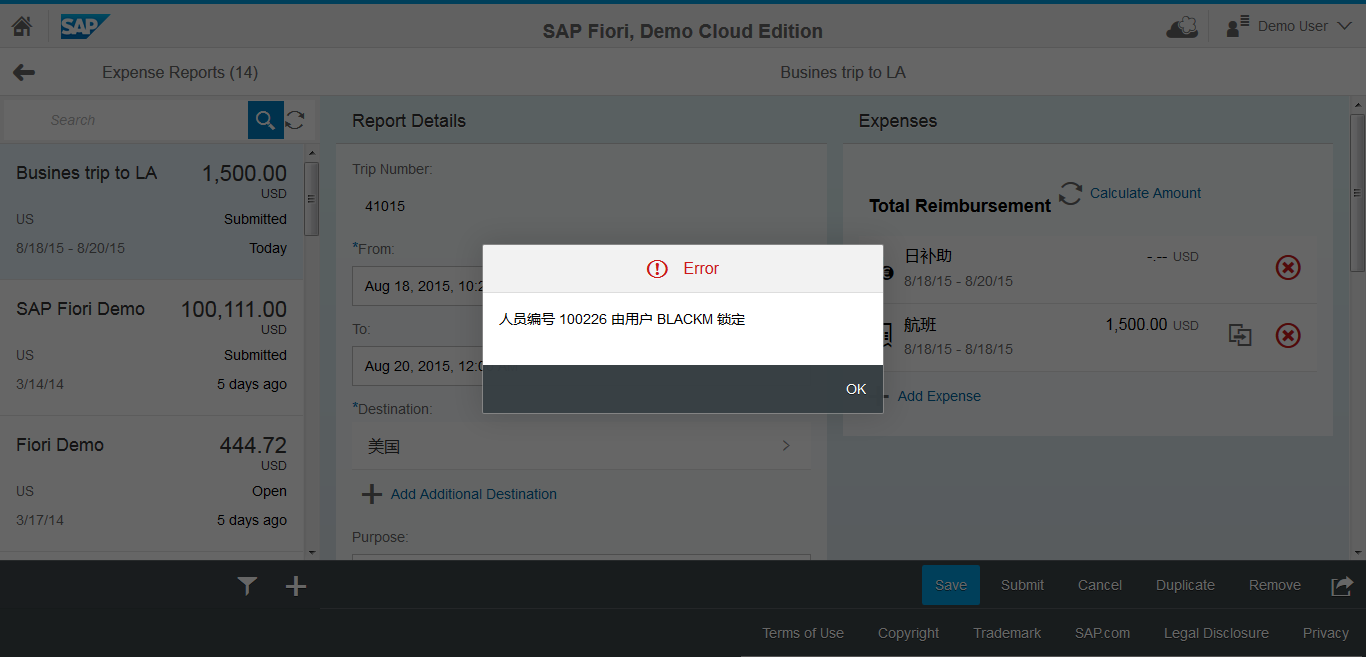 SAP
SAP Fiori, Demo Cloud Edition
Demo User
Expense Reports (14)
Busines trip to LA
Search
Busines trip to LA
1,500.00
USD
US
Submitted
8/18/15 - 8/20/15
Today
SAP Fiori Demo
100,111.00
USD
US
Submitted
3/14/14
5 days ago
Fiori Demo
444.72
USD
US
Open
3/17/14
5 days ago
Report Details
Trip Number:
41015
*From:
Aug 18, 2015, 10:2
To:
Aug 20, 2015, 12:0
*Destination:
美国
Add Additional Destination
Purpose:
Expenses
Total Reimbursement
Calculate Amount
日补助
-.-- USD
8/18/15 - 8/20/15
航班
1,500.00 USD
8/18/15 - 8/18/15
Add Expense
Error
人员编号 100226 由用户 BLACKM 锁定
OK
Save
Submit
Cancel
Duplicate
Remove
Terms of Use
Copyright
Trademark
SAP.com
Legal Disclosure
Privacy